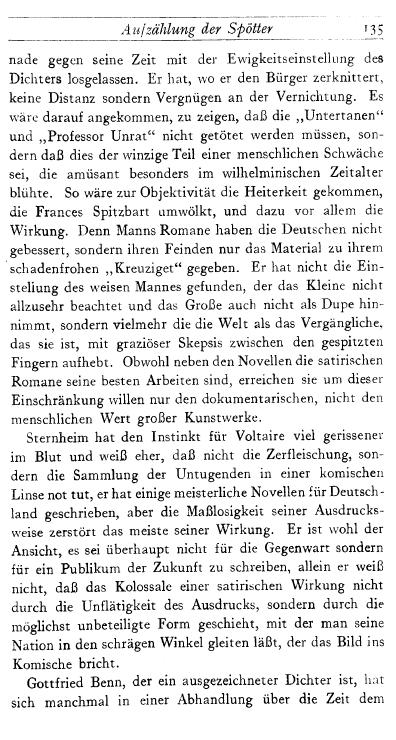 Aufzählung der Spötter 135
nade gegen seine Zeit mit der Ewigkeitseinstellung des
Dichters losgelassen. Er hat, wo er den Bürger zerknittert,
keine Distanz sondern Vergnügen an der Vernichtung. Es
wäre darauf angekommen, zu zeigen, daß die „Untertanen“
und „Professor Unrat“ nicht getötet werden müssen, son-
dern daß dies der winzige Teil einer menschlichen Schwäche
sei, die amüsant besonders im wilhelminischen Zeitalter
blühte. So wäre zur Objektivität die Heiterkeit gekommen,
die Frances Spitzbart umwölkt, und dazu vor allem die
Wirkung. Denn Manns Romane haben die Deutschen nicht
gebessert, sondern ihren Feinden nur das Material zu ihrem
schadenfrohen „Kreuziget“ gegeben. Er hat nicht die Ein-
stellung des weisen Mannes gefunden, der das Kleine nicht
allzusehr beachtet und das Große auch nicht als Dupe hin-
nimmt, sondern vielmehr die die Welt als das Vergängliche,
das sie ist, mit graziöser Skepsis zwischen den gespitzten
Fingern aufhebt. Obwohl neben den Novellen die satirischen
Romane seine besten Arbeiten sind, erreichen sie um dieser
Einschränkung willen nur den dokumentarischen, nicht den
menschlichen Wert großer Kunstwerke.
Sternheim hat den Instinkt für Voltaire viel gerissener
im Blut und weiß eher, daß nicht die Zerfleischung, son-
dern die Sammlung der Untugenden in einer komischen
Linse not tut, er hat einige meisterliche Novellen für Deutsch-
land geschrieben, aber die Maßlosigkeit seiner Ausdrucks-
weise zerstört das meiste seiner Wirkung. Er ist wohl der
Ansicht, es sei überhaupt nicht für die Gegenwart sondern
für ein Publikum der Zukunft zu schreiben, allein er weiß
nicht, daß das Kolossale einer satirischen Wirkung nicht
durch die Unflätigkeit des Ausdrucks, sondern durch die
möglichst unbeteiligte Form geschieht, mit der man seine
Nation in den schrägen Winkel gleiten läßt, der das Bild ins
Komische bricht.
Gottfried Benn, der ein ausgezeichneter Dichter ist, hat
sich manchmal in einer Abhandlung über die Zeit dem